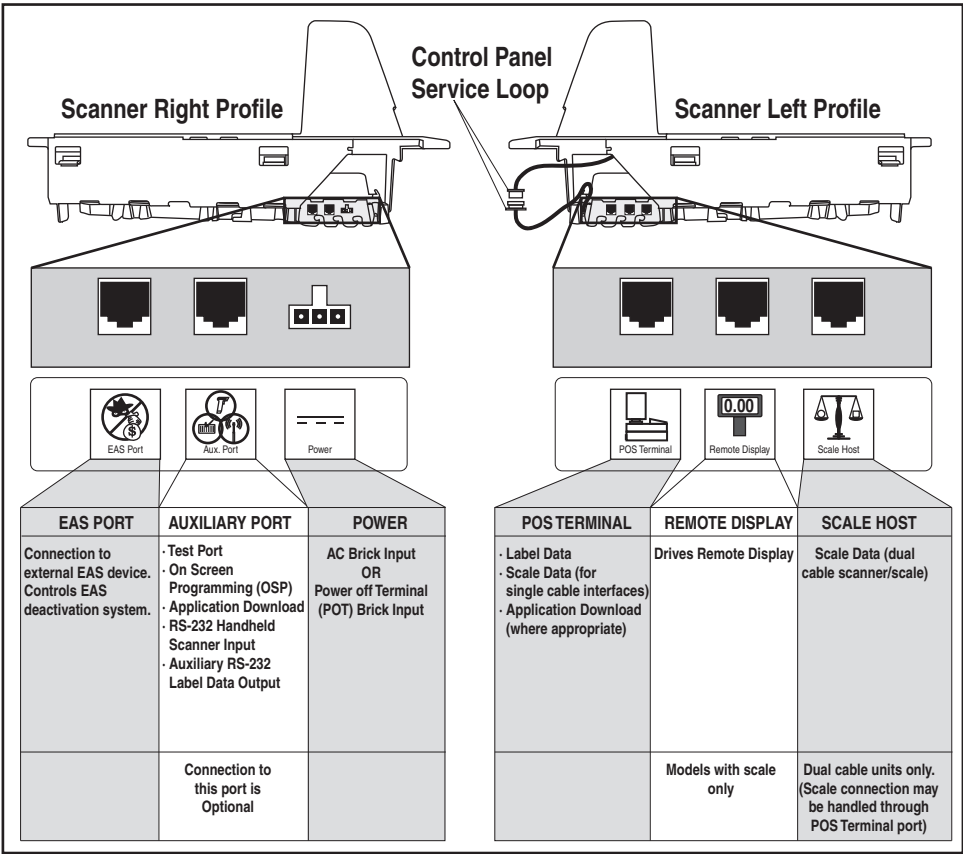 Control Panel
Service Loop
Scanner Right Profile
Scanner Left Profile
EAS Port
Aux. Port
Power
POS Terminal
0.00
Remote Display
Scale Host
EAS PORT
Connection to
external EAS device.
Controls EAS
deactivation system.
AUXILIARY PORT
· Test Port
· On Screen
Programming (OSP)
· Application Download
· RS-232 Handheld
Scanner Input
· Auxiliary RS-232
Label Data Output
Connection to
this port is
Optional
POWER
AC Brick Input
OR
Power off Terminal
(POT) Brick Input
POS TERMINAL
· Label Data
· Scale Data (for
single cable interfaces)
· Application Download
(where appropriate)
REMOTE DISPLAY
Drives Remote Display
Models with scale
only
SCALE HOST
Scale Data (dual
cable scanner/scale)
Dual cable units only.
(Scale connection may
be handled through
POS Terminal port)